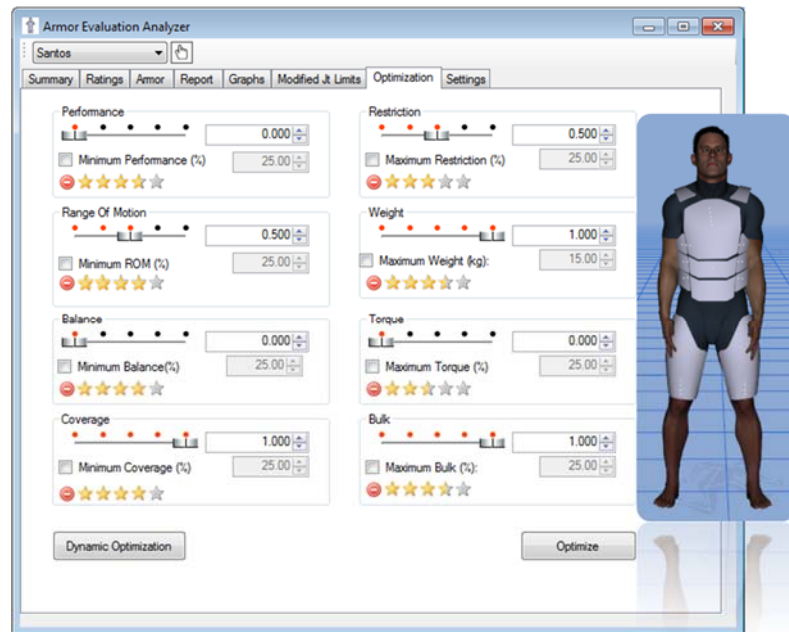 Armor Evaluation Analyzer
Santos
Summary Ratings Armor Report Graphs Modified Jt Limits Optimization Settings
Performance
0.000
Minimum Performance (%) 25.00
Restriction
0.500
Maximum Restriction (%) 25.00
Range Of Motion
0.500
Minimum ROM (%) 25.00
Weight
1.000
Maximum Weight (kg): 15.00
Balance
0.000
Minimum Balance(%) 25.00
Torque
0.000
Maximum Torque (%) 25.00
Coverage
1.000
Minimum Coverage (%) 25.00
Bulk
1.000
Maximum Bulk (%): 25.00
Dynamic Optimization
Optimize